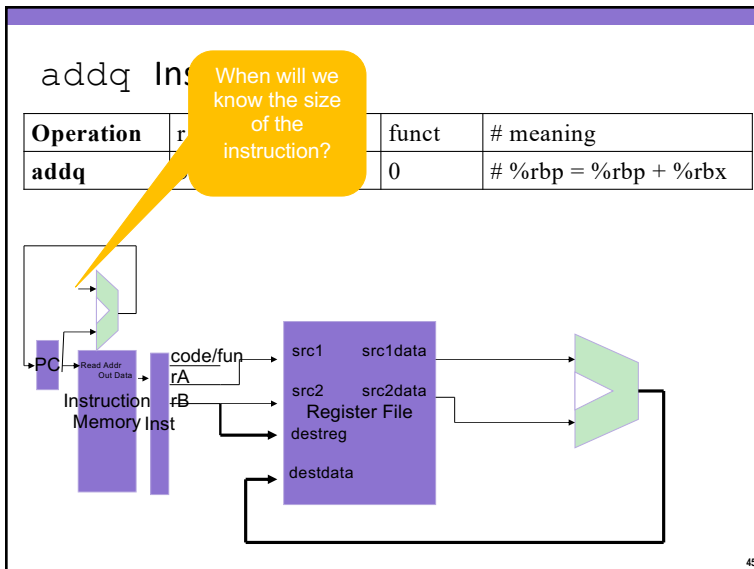 addq Ins
When will we
know the size
of the
instruction?
Operation r funct # meaning
addq 0 # %rbp = %rbp + %rbx
PC
Read Addr
Out Data
Instruction
Memory
Inst
code/fun
rA
rB
src1 src1data
src2 src2data
Register File
destreg
destdata
45